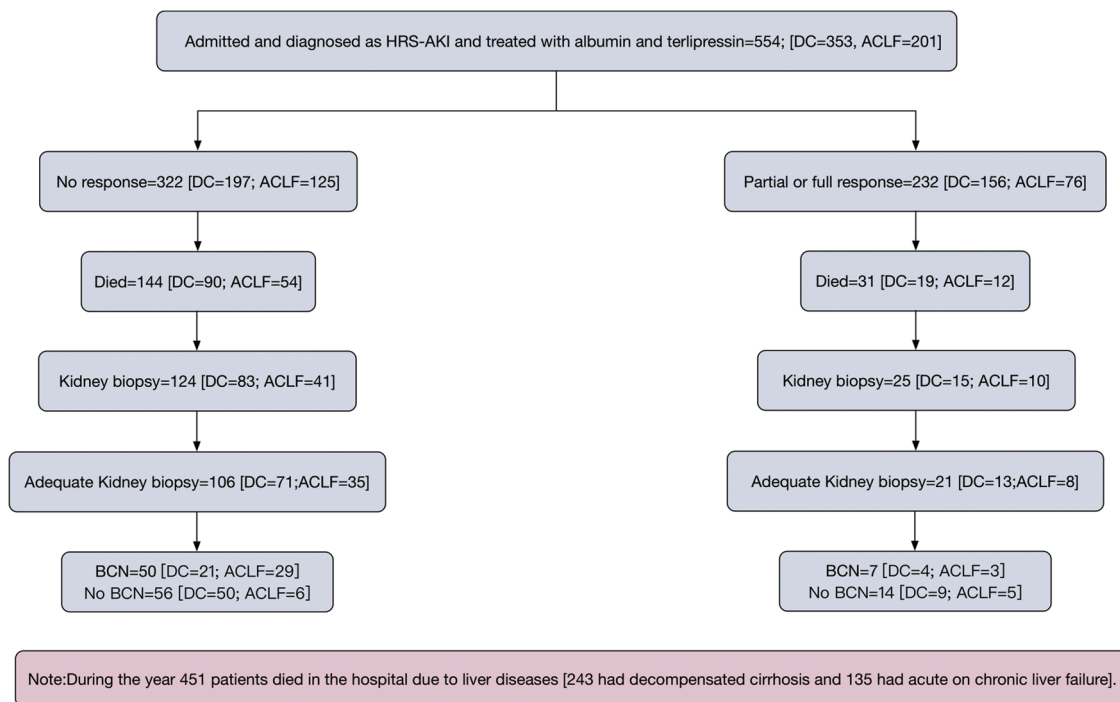 Admitted and diagnosed as HRS-AKI and treated with albumin and terlipressin=554; [DC=353, ACLF=201]
No response=322 [DC=197; ACLF=125]
Partial or full response=232 [DC=156; ACLF=76]
Died=144 [DC=90; ACLF=54]
Died=31 [DC=19; ACLF=12]
Kidney biopsy=124 [DC=83; ACLF=41]
Kidney biopsy=25 [DC=15; ACLF=10]
Adequate Kidney biopsy=106 [DC=71;ACLF=35]
Adequate Kidney biopsy=21 [DC=13;ACLF=8]
BCN=50 [DC=21; ACLF=29]
No BCN=56 [DC=50; ACLF=6]
BCN=7 [DC=4; ACLF=3]
No BCN=14 [DC=9; ACLF=5]
Note:During the year 451 patients died in the hospital due to liver diseases [243 had decompensated cirrhosis and 135 had acute on chronic liver failure].